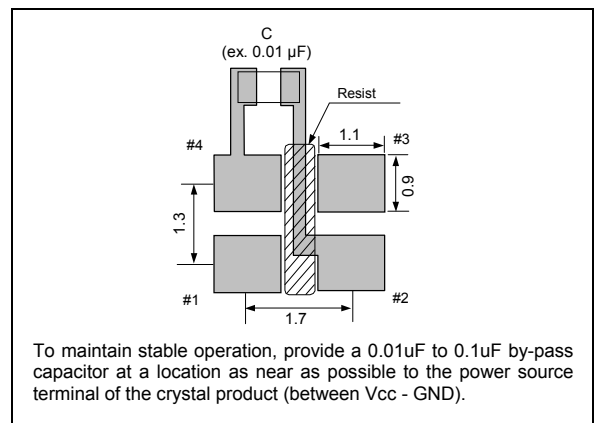 C
(ex. 0.01 µF)
Resist
#4
1.1
#3
0.9
1.3
#1
#2
1.7
To maintain stable operation, provide a 0.01uF to 0.1uF by-pass
capacitor at a location as near as possible to the power source
terminal of the crystal product (between Vcc - GND).